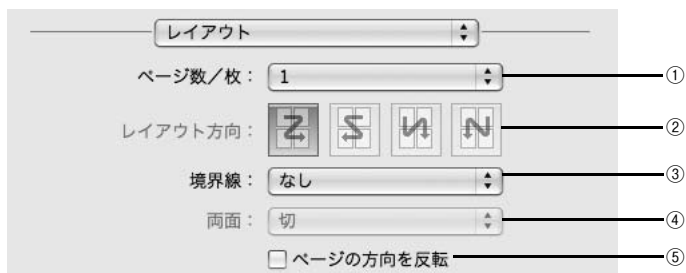 レイアウト
ページ数／枚： 1 ①
レイアウト方向： ②
境界線： なし ③
両面： 切 ④
ページの方向を反転 ⑤